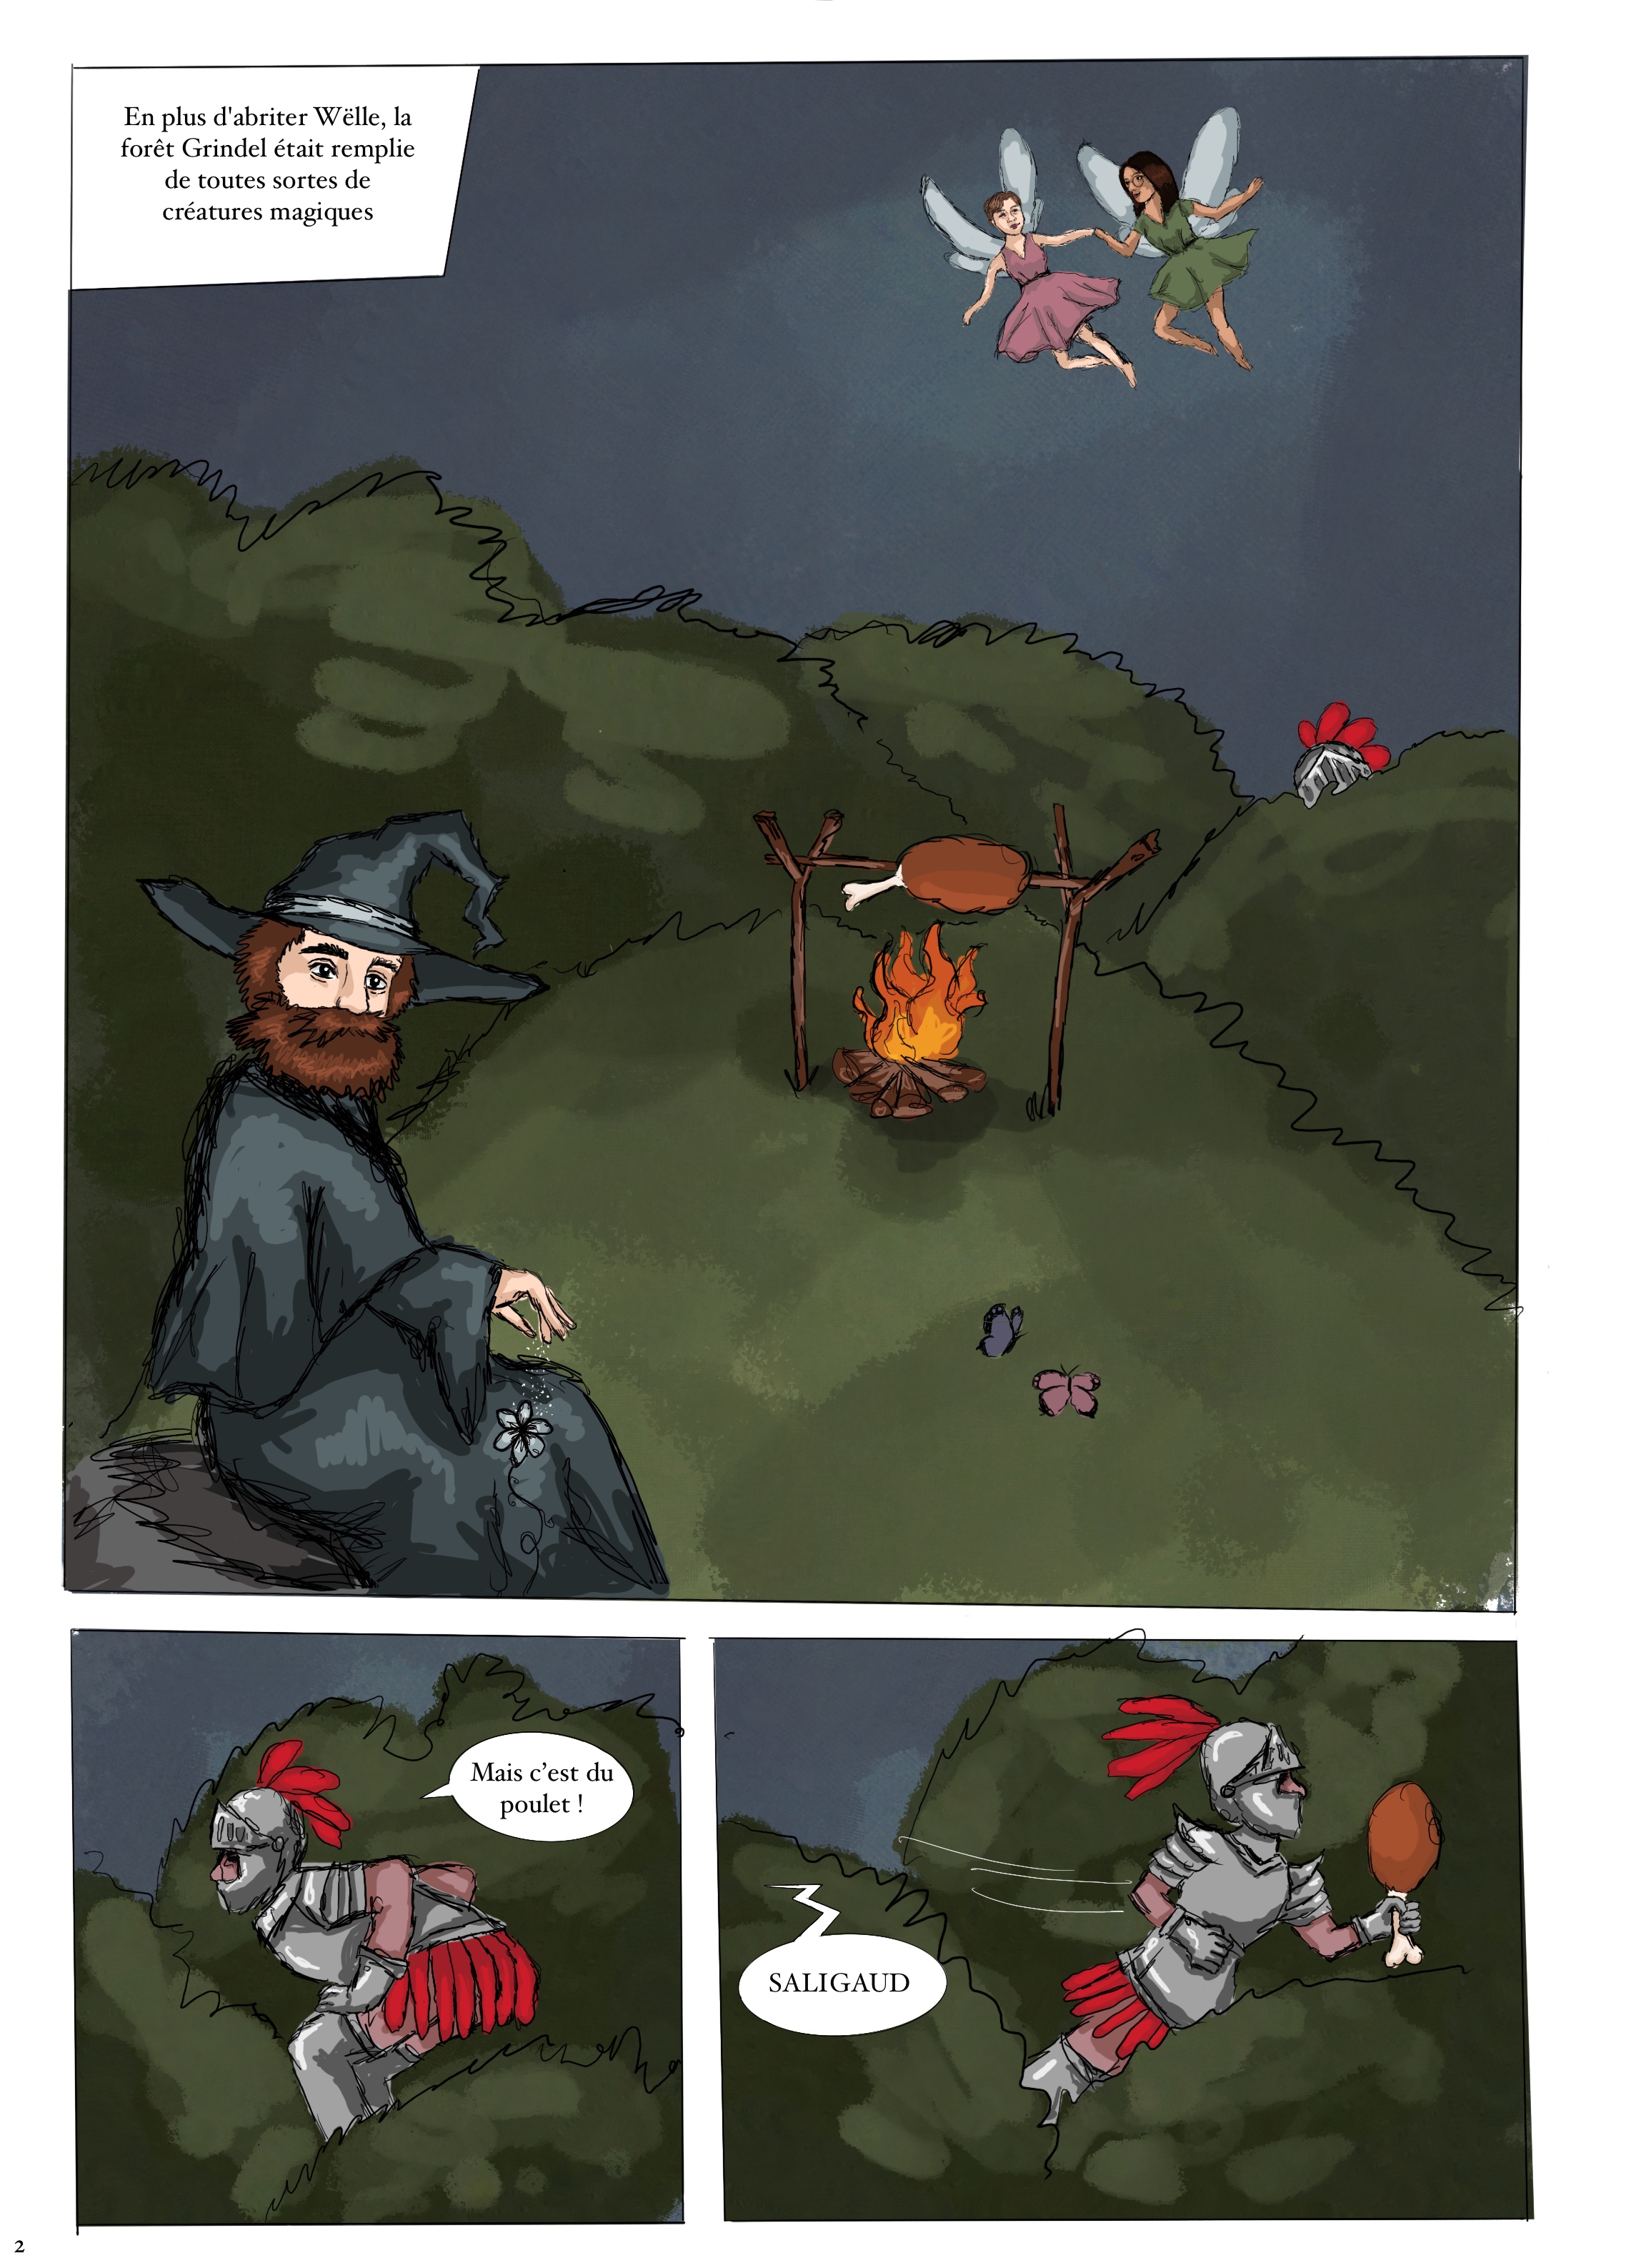 En plus d'abriter Wëlle, la
forêt Grindel était remplie
de toutes sortes de
créatures magiques
Mais c’est du
poulet !
SALIGAUD
2